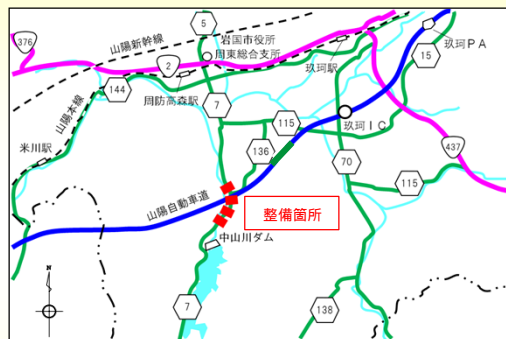 376
山陽新幹線
5
岩国市役所
周東総合支所
玖珂駅
玖珂PA
2
15
144
周防高森駅
7
山陽本線
115
玖珂IC
136
米川駅
437
70
115
山陽自動車道
整備箇所
中山川ダム
N
7
138